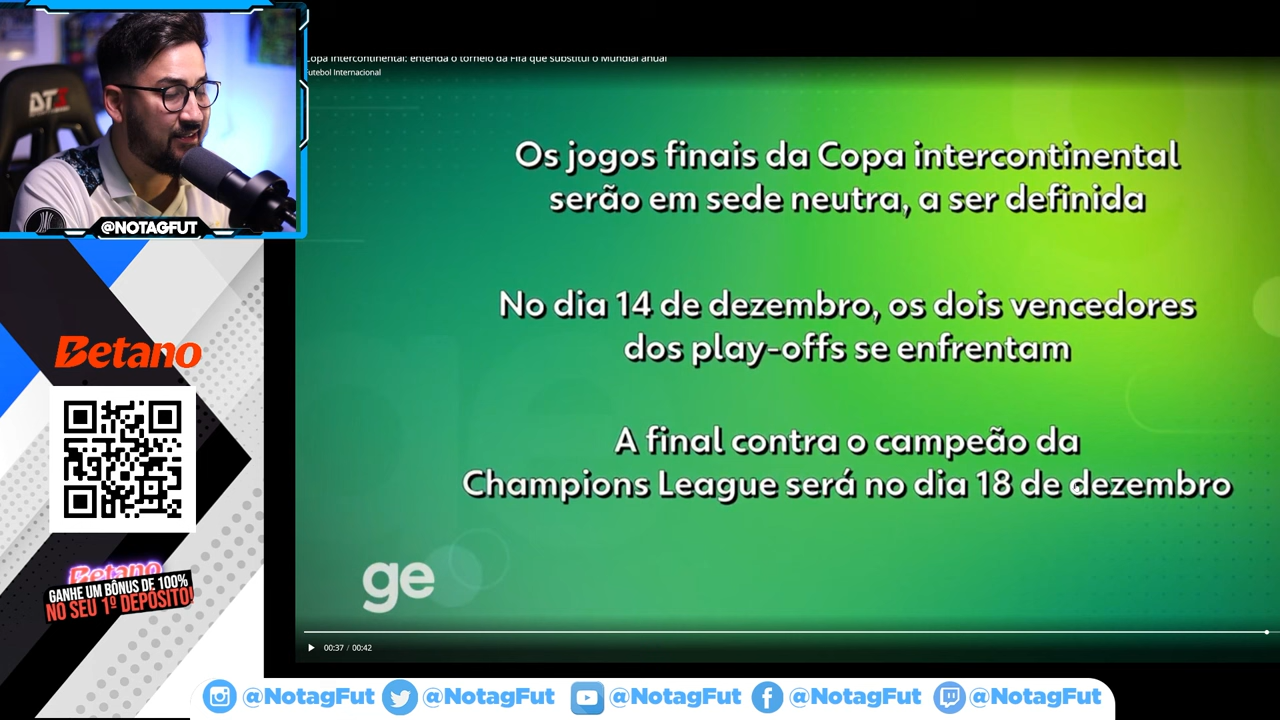 Copa Intercontinental: entenda o torneio da Fifa que substitui o Mundial anual
Futebol Internacional
DTX
@NOTAGFUT
Os jogos finais da Copa intercontinental
serão em sede neutra, a ser definida
No dia 14 de dezembro, os dois vencedores
dos play-offs se enfrentam
A final contra o campeão da
Champions League será no dia 18 de dezembro
ge
00:37 / 00:42
Betano
Betano
GANHE UM BÔNUS DE 100%
NO SEU 1º DEPÓSITO!
@NotagFut @NotagFut @NotagFut @NotagFut @NotagFut